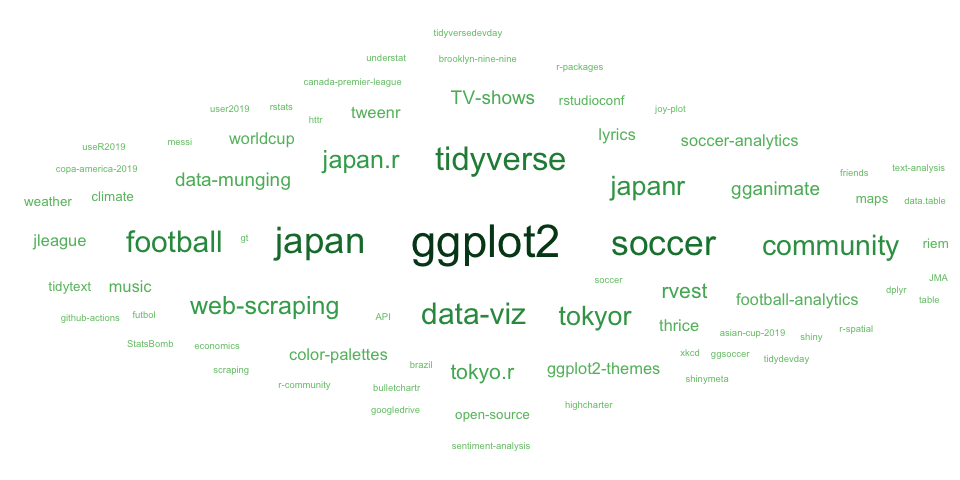 tidyversedevday
understat brooklyn-nine-nine
r-packages
canada-premier-league
TV-shows rstudioconf
user2019 rstats tweenr joy-plot
httr
useR2019 messi worldcup lyrics soccer-analytics
japan.r tidyverse
copa-america-2019 friends text-analysis
data-munging japanr gganimate
weather climate maps data.table
jleague football gt japan ggplot2 soccer community riem
soccer JMA
tidytext music rvest dplyr
web-scraping football-analytics table
github-actions futbol API data-viz tokyor
thrice asian-cup-2019 r-spatial
StatsBomb economics shiny
color-palettes xkcd ggsoccer tidydevday
scraping brazil tokyo.r ggplot2-themes
r-community bulletchartr shinymeta
googledrive open-source highcharter
sentiment-analysis